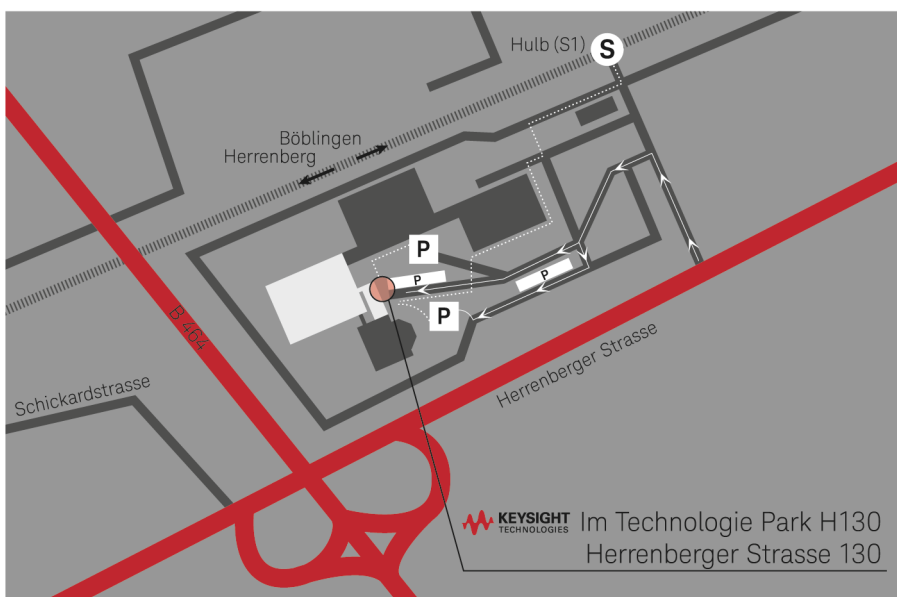 Hulb (S1)
S
Böblingen
Herrenberg
P
P
P
P
B 464
Schickardstrasse
Herrenberger Strasse
KEYSIGHT
TECHNOLOGIES
Im Technologie Park H130
Herrenberger Strasse 130